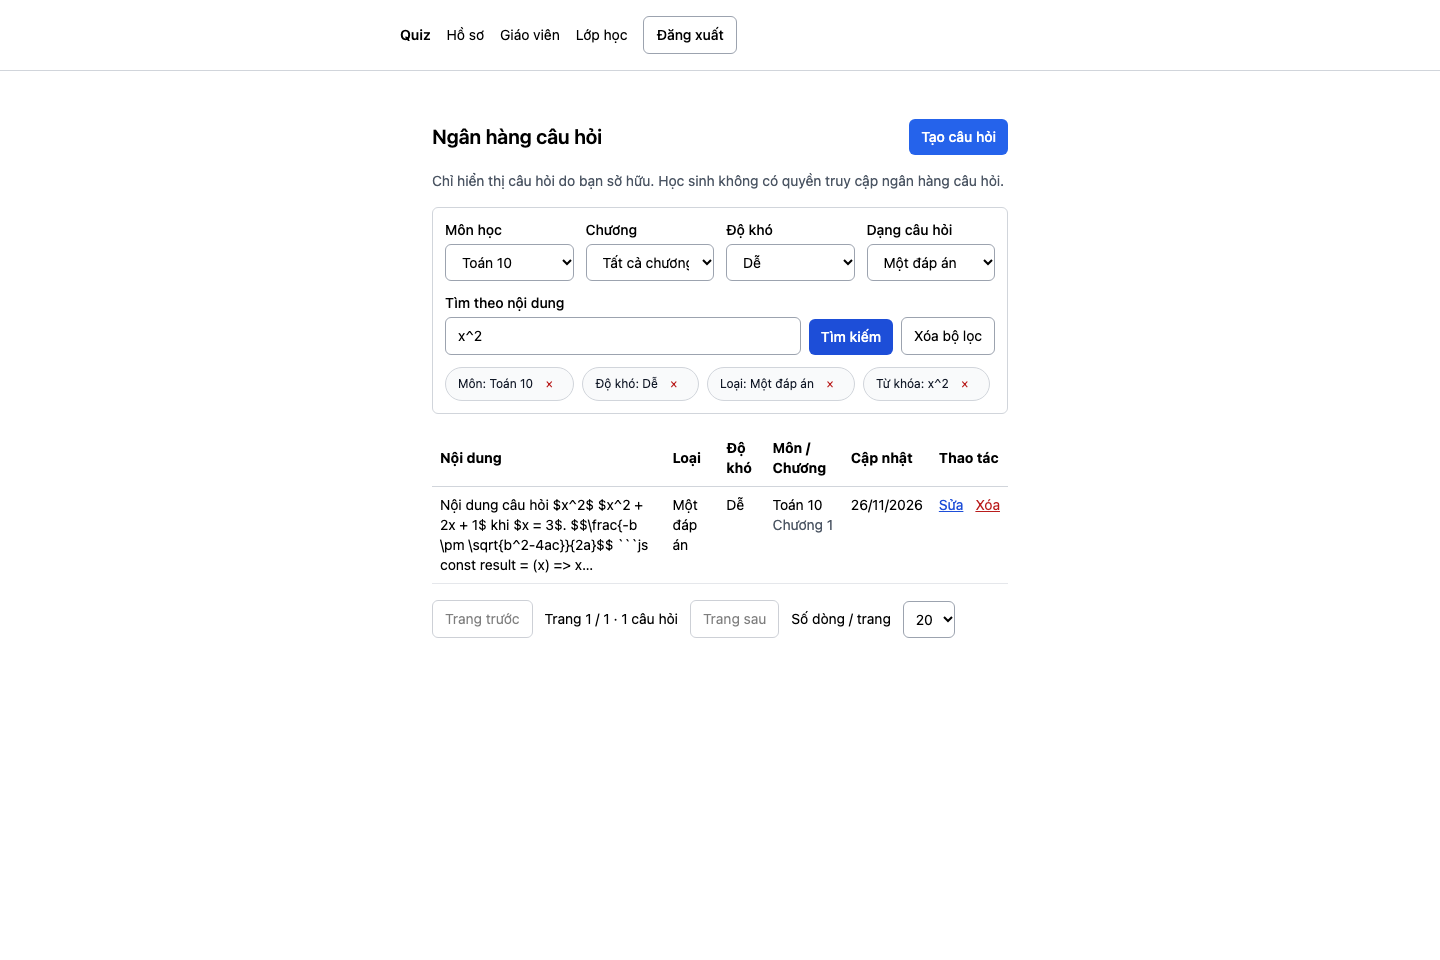 Quiz Hồ sơ Giáo viên Lớp học Đăng xuất
Ngân hàng câu hỏi
Tạo câu hỏi
Chỉ hiển thị câu hỏi do bạn sở hữu. Học sinh không có quyền truy cập ngân hàng câu hỏi.
Môn học Chương Độ khó Dạng câu hỏi
Toán 10 Tất cả chương Dễ Một đáp án
Tìm theo nội dung
x^2 Tìm kiếm Xóa bộ lọc
Môn: Toán 10 × Độ khó: Dễ × Loại: Một đáp án × Từ khóa: x^2 ×
Nội dung Loại Độ khó Môn / Chương Cập nhật Thao tác
Nội dung câu hỏi $x^2$ $x^2 +
2x + 1$ khi $x = 3$. $$\frac{-b
\pm \sqrt{b^2-4ac}}{2a}$$ ```js
const result = (x) => x...
Một
đáp
án
Dễ
Toán 10
Chương 1
26/11/2026
Sửa Xóa
Trang trước Trang 1 / 1 · 1 câu hỏi Trang sau Số dòng / trang 20